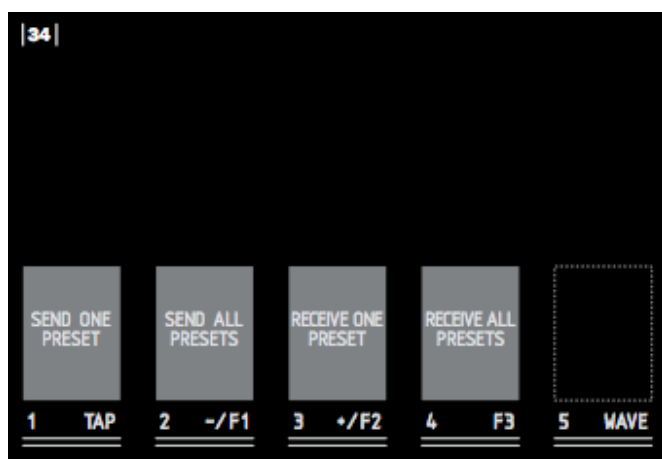 |34|
SEND ONE
PRESET
SEND ALL
PRESETS
RECEIVE ONE
PRESET
RECEIVE ALL
PRESETS
1 TAP 2 -/F1 3 +/F2 4 F3 5 WAVE